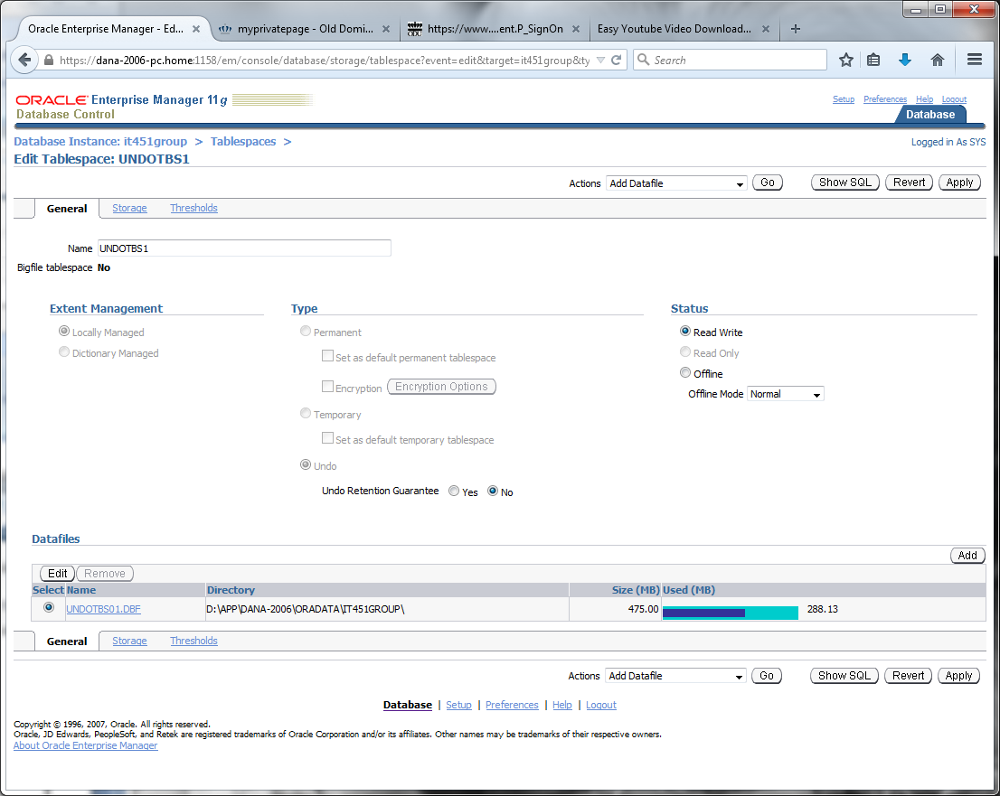 Oracle Enterprise Manager - Ed... myprivatepage - Old Domi... https://www....ent.P_SignOn Easy Youtube Video Download...
https://dana-2006-pc.home:1158/em/console/database/storage/tablespace?event=edit&target=it451group&ty Search
ORACLE Enterprise Manager 11g
Setup Preferences Help Logout
Database Control
Database
Database Instance: it451group > Tablespaces >
Logged in As SYS
Edit Tablespace: UNDOTBS1
Actions Add Datafile Go Show SQL Revert Apply
General Storage Thresholds
Name UNDOTBS1
Bigfile tablespace No
Extent Management
Locally Managed
Dictionary Managed
Type
Permanent
Set as default permanent tablespace
Encryption Encryption Options
Temporary
Set as default temporary tablespace
Undo
Undo Retention Guarantee Yes No
Status
Read Write
Read Only
Offline
Offline Mode Normal
Datafiles
Add
Edit Remove
Select Name Directory Size (MB) Used (MB)
UNDOTBS01.DBF D:\APP\DANA-2006\ORADATA\IT451GROUP\ 475.00 288.13
General Storage Thresholds
Actions Add Datafile Go Show SQL Revert Apply
Database | Setup | Preferences | Help | Logout
Copyright © 1996, 2007, Oracle. All rights reserved.
Oracle, JD Edwards, PeopleSoft, and Retek are registered trademarks of Oracle Corporation and/or its affiliates. Other names may be trademarks of their respective owners.
About Oracle Enterprise Manager